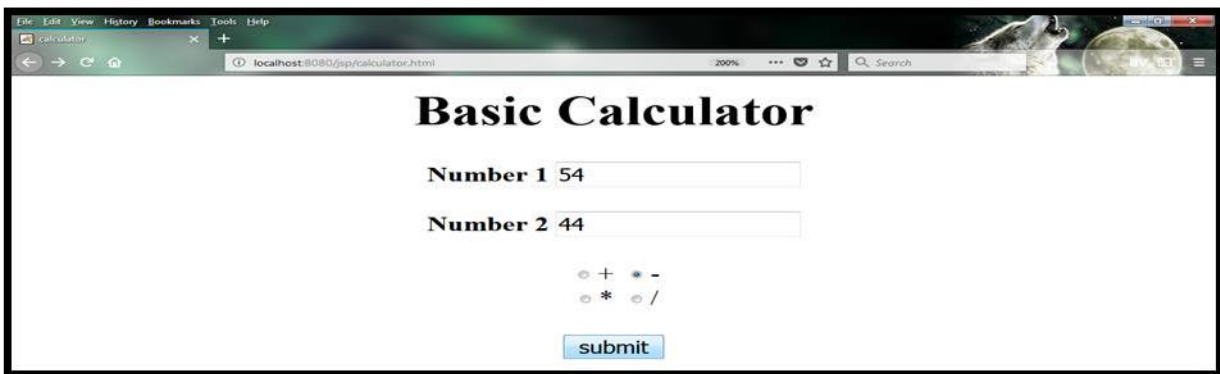 File Edit View History Bookmarks Tools Help
calculator
localhost:8080/jsp/calculator.html 200% ... Search
Basic Calculator
Number 1 54
Number 2 44
+ -
* /
submit